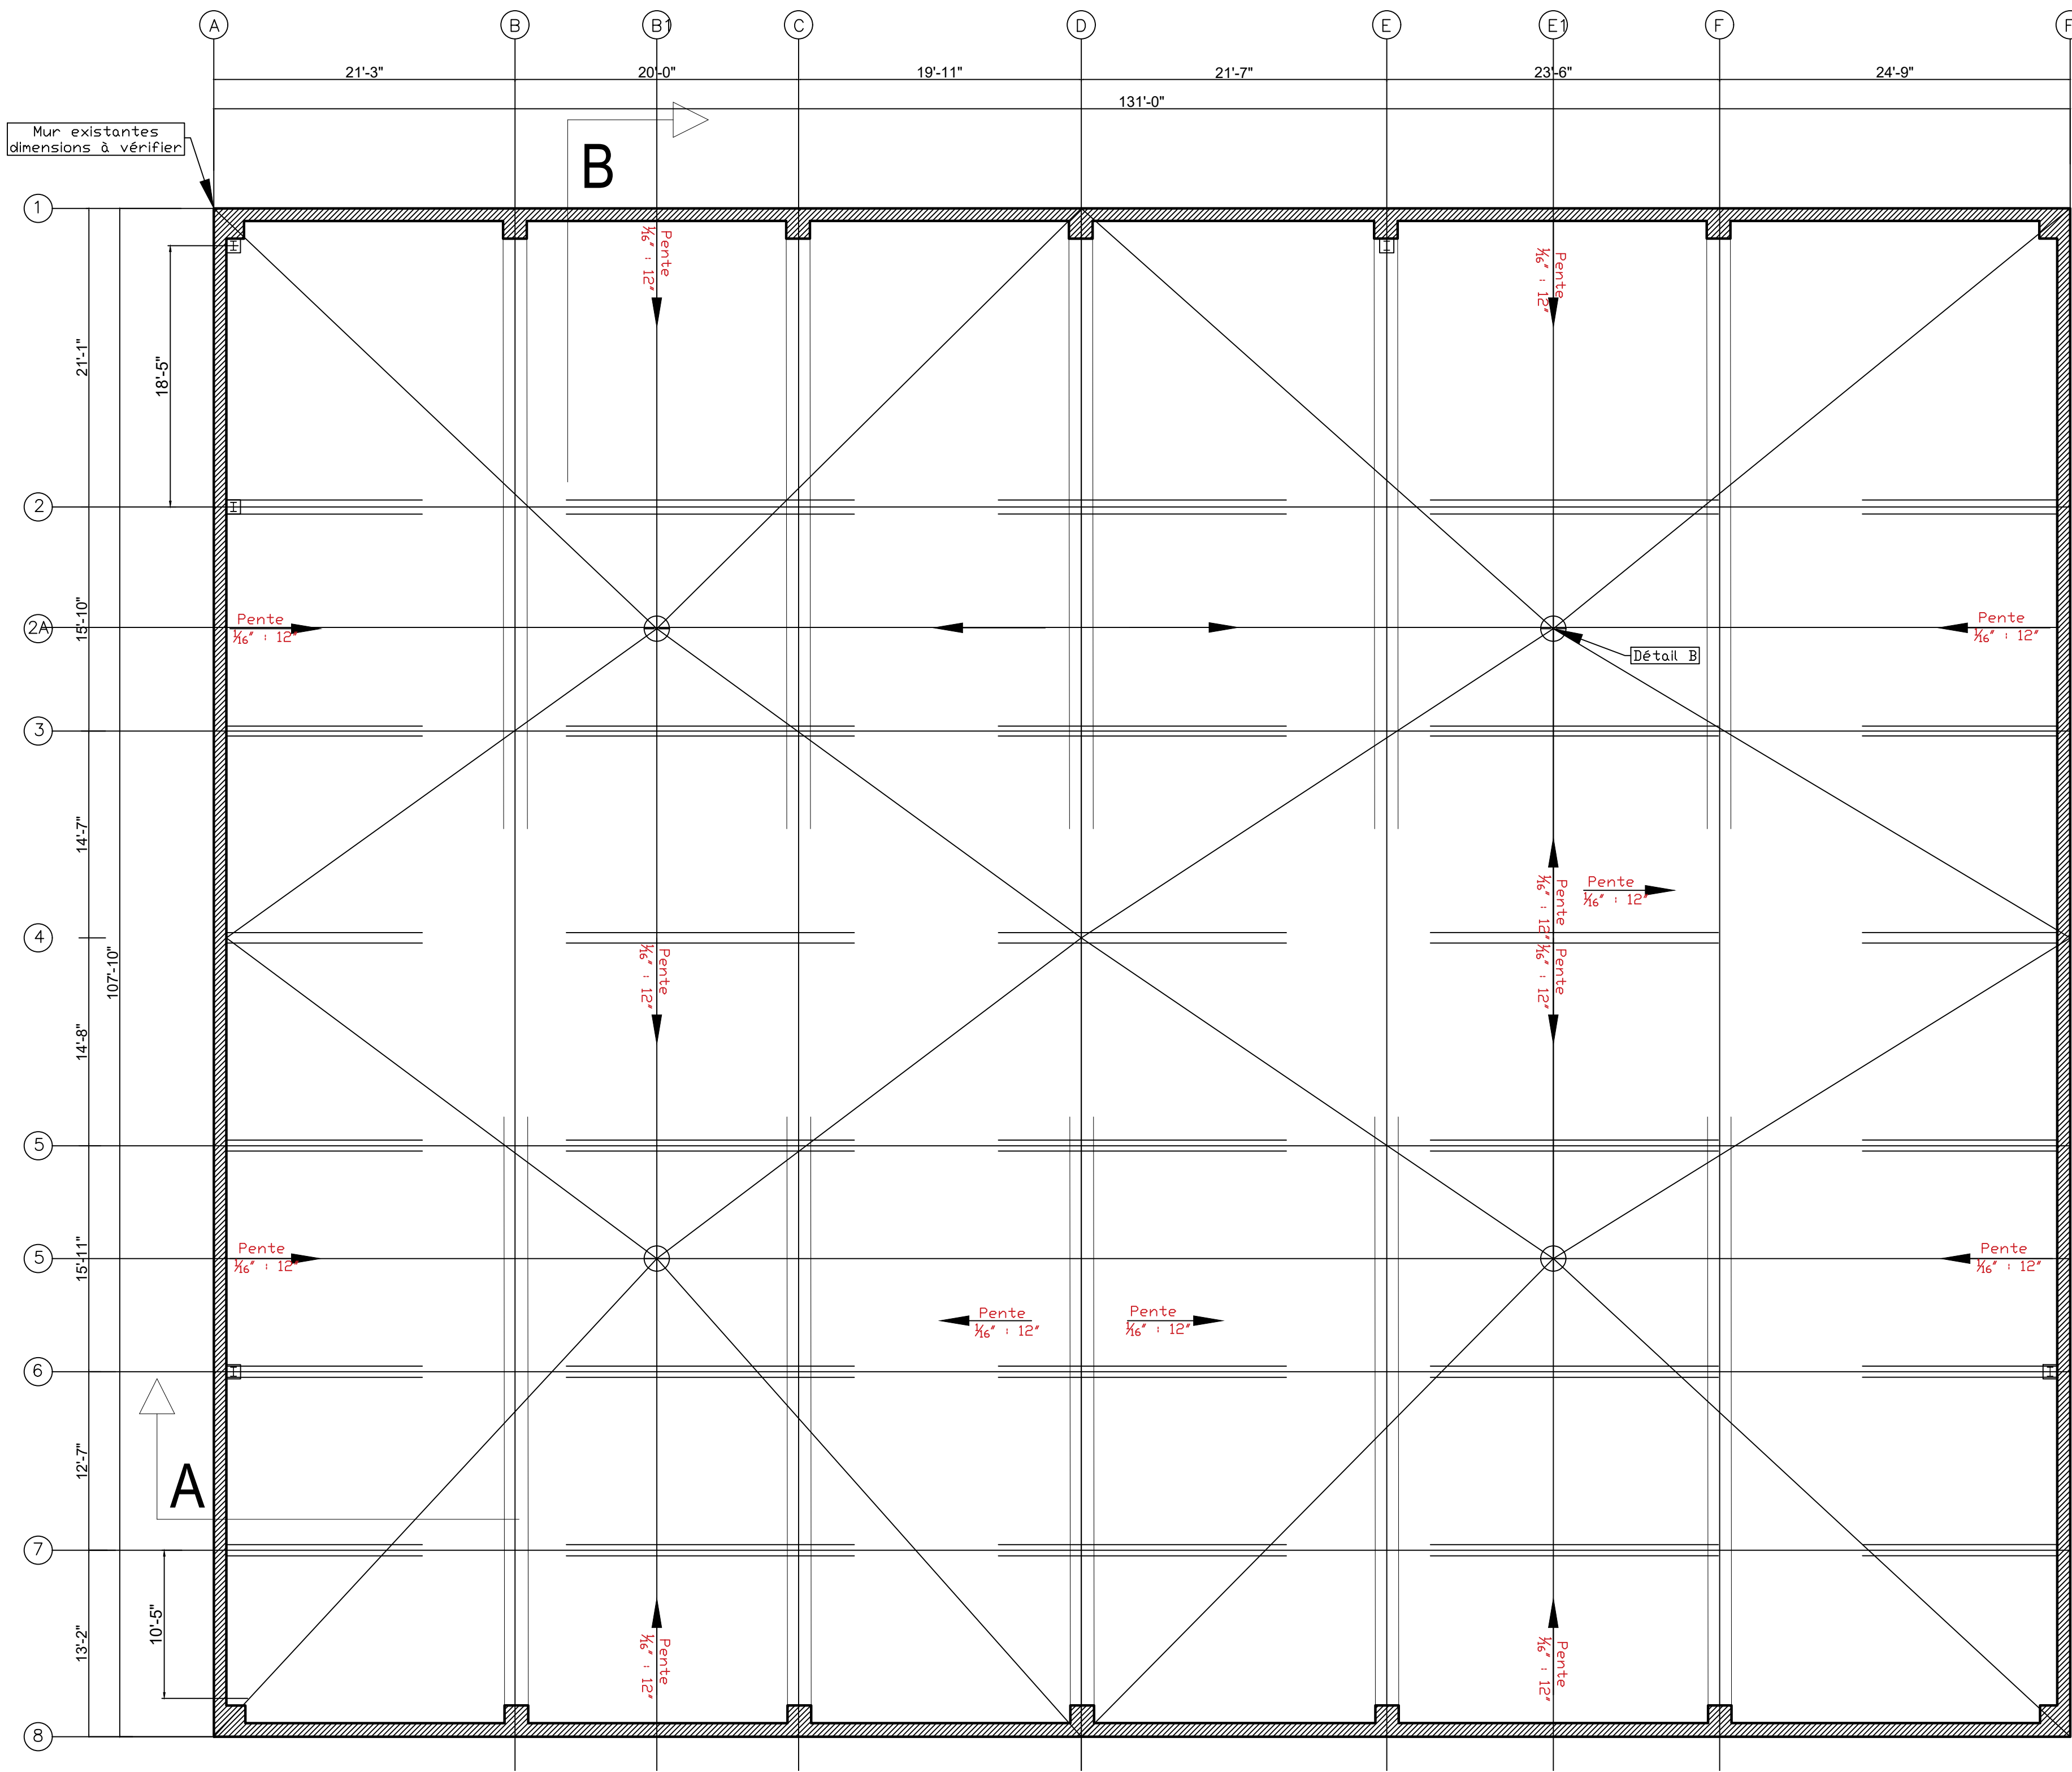 A
B
B1
C
D
E
E1
F
21'-3"
20'-0"
19'-11"
21'-7"
23'-6"
24'-9"
131'-0"
Mur existantes
dimensions à vérifier
B
1
Pente
1/16" : 12"
Pente
1/16" : 12"
21'-1"
18'-5"
2
2A
15'-10"
Pente
1/16" : 12"
Pente
1/16" : 12"
Détail B
3
14'-7"
Pente
1/16" : 12"
Pente
1/16" : 12"
4
107'-10"
Pente
1/16" : 12"
Pente
1/16" : 12"
14'-8"
5
5
15'-11"
Pente
1/16" : 12"
Pente
1/16" : 12"
Pente
1/16" : 12"
Pente
1/16" : 12"
6
A
12'-7"
7
10'-5"
13'-2"
Pente
1/16" : 12"
Pente
1/16" : 12"
8